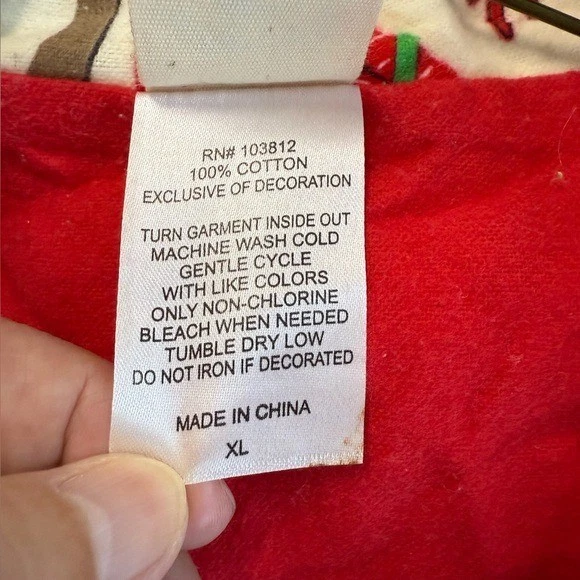 RN# 103812
100% COTTON
EXCLUSIVE OF DECORATION
TURN GARMENT INSIDE OUT
MACHINE WASH COLD
GENTLE CYCLE
WITH LIKE COLORS
ONLY NON-CHLORINE
BLEACH WHEN NEEDED
TUMBLE DRY LOW
DO NOT IRON IF DECORATED
MADE IN CHINA
XL